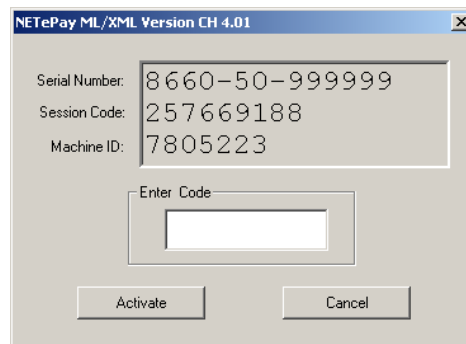 NETePay ML/XML Version CH 4.01
Serial Number: 8660-50-999999
Session Code: 257669188
Machine ID: 7805223
Enter Code
Activate Cancel